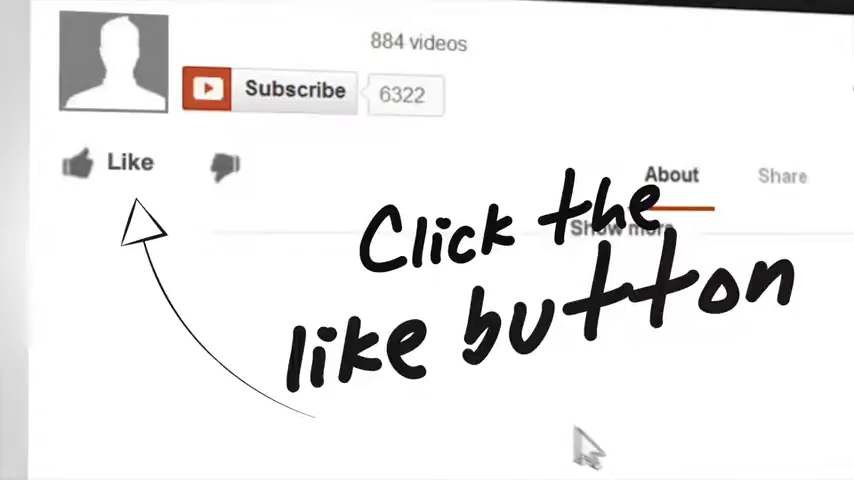 884 videos
Subscribe 6322
Like
About Share
Show more
Click the
like button